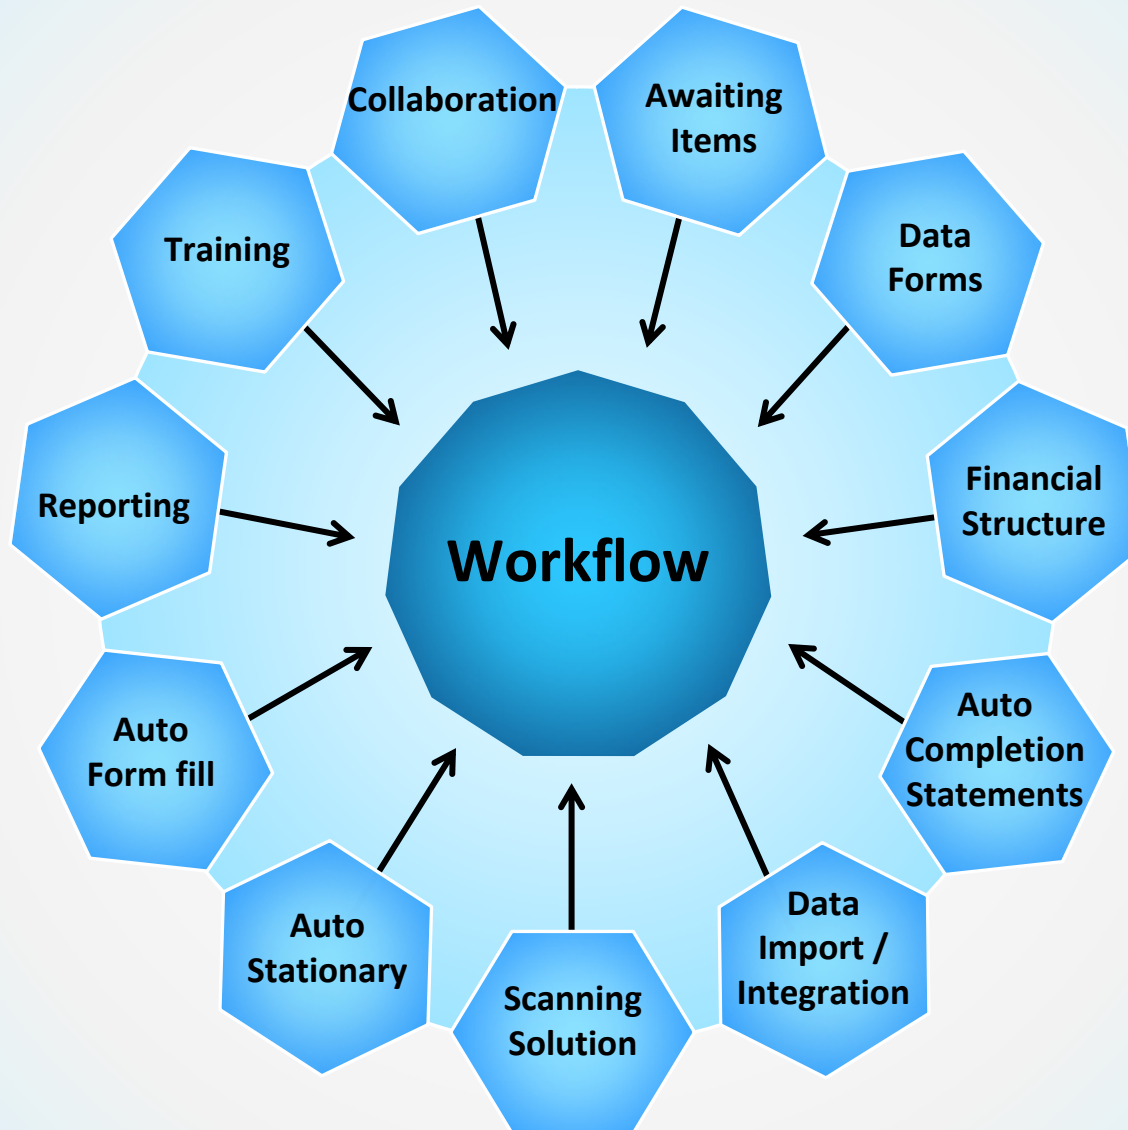 Collaboration
Awaiting
Items
Data
Forms
Financial
Structure
Auto
Completion
Statements
Data
Import /
Integration
Scanning
Solution
Auto
Stationary
Auto
Form fill
Reporting
Training
Workflow